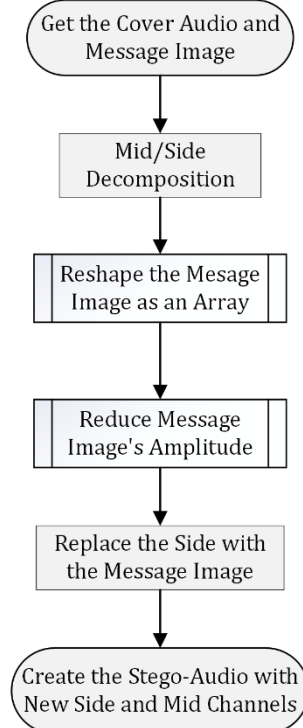 Get the Cover Audio and
Message Image
Mid/Side
Decomposition
Reshape the Mesage
Image as an Array
Reduce Message
Image's Amplitude
Replace the Side with
the Message Image
Create the Stego-Audio with
New Side and Mid Channels